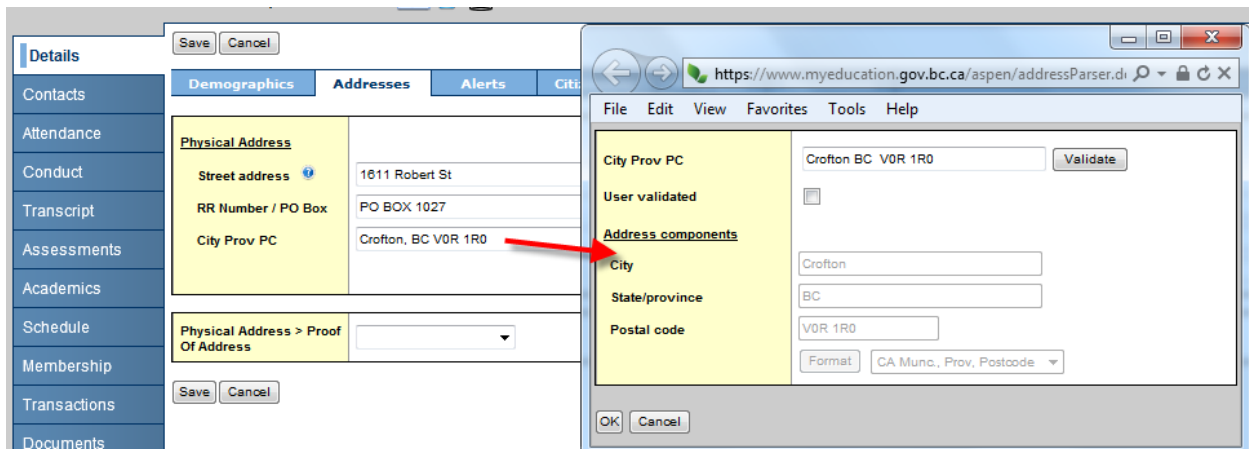 Details
Contacts
Attendance
Conduct
Transcript
Assessments
Academics
Schedule
Membership
Transactions
Documents
Save Cancel
Demographics Addresses Alerts
Physical Address
Street address 1611 Robert St
RR Number / PO Box PO BOX 1027
City Prov PC Crofton, BC V0R 1R0
Physical Address > Proof
Of Address
Save Cancel
https://www.myeducation.gov.bc.ca/aspen/addressParser.d
File Edit View Favorites Tools Help
City Prov PC Crofton BC V0R 1R0 Validate
User validated
Address components
City Crofton
State/province BC
Postal code V0R 1R0
Format CA Munc., Prov, Postcode
OK Cancel